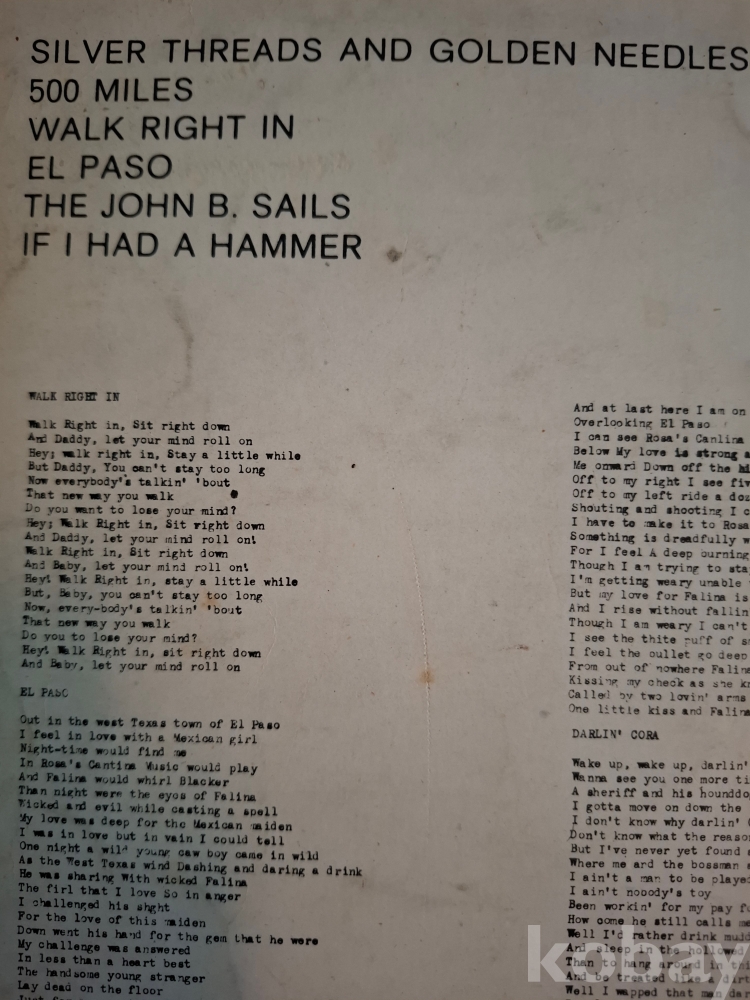 SILVER THREADS AND GOLDEN NEEDLES
500 MILES
WALK RIGHT IN
EL PASO
THE JOHN B. SAILS
IF I HAD A HAMMER
WALK RIGHT IN
Walk Right in, Sit right down
And Daddy, let your mind roll on
Hey; walk right in, Stay a little while
But Daddy, You can't stay too long
Now everybody's talkin' 'bout
That new way you walk
Do you want to lose your mind?
Hey; Walk Right in, Sit right down
And Daddy, let your mind roll on!
Walk Right in, Sit right down
And Baby, let your mind roll on!
Hey! Walk Right in, stay a little while
But, Baby, you can't stay too long
Now, every-body's talkin' 'bout
That new way you walk
Do you to lose your mind?
Hey! Walk Right in, sit right down
And Baby, let your mind roll on
EL PASO
Out in the west Texas town of El Paso
I feel in love with a Mexican girl
Night-time would find me
In Rosa's Cantina Music would play
And Falina would whirl Blacker
Than night were the eyes of Falina
Wicked and evil while casting a spell
My love was deep for the Mexican maiden
I was in love but in vain I could tell
One night a wild young caw boy came in wild
As the West Texas wind Dashing and daring a drink
He was sharing With wicked Falina
The firl that I love So in anger
I challenged his
For the love of this maiden
Down went his hand for the gem that he were
My challenge was answered
In less than a heart best
The handsome young stranger
Lay dead on the floor
And at last here I am on
Overlooking El Paso
I can see Rosa's Canlina
Below My love is strong
Me onward Down off the
Off to my right I see
Off to my left ride a
Shouting and shooting I
I have to make it to Rosa
Something is dreadfully
For I feel A deep ourning
Though I am trying to
I'm getting weary unable
But my love for Falina is
And I rise without
Though I am weary I can't
I see the thite ruff of
I feel the oullet go deep
From out of nowhere Falina
Kissing my check as she
Called by two lovin' arms
One little kiss and
DARLIN' CORA
Wake up, wake up, darlin'
Wanna see you one more
A sheriff and his
I gotta move on down the
I don't know why darlin'
Don't know what the
But I've never yet found
Where me ard the bossman
I ain't a man to be
I ain't nooody's toy
Been workin' for my pay
How come he still calls
Well I'd rather drink
And sleep in the hollowed
Than to hang around in
And be treated like a
Well I wapped that man
kobay